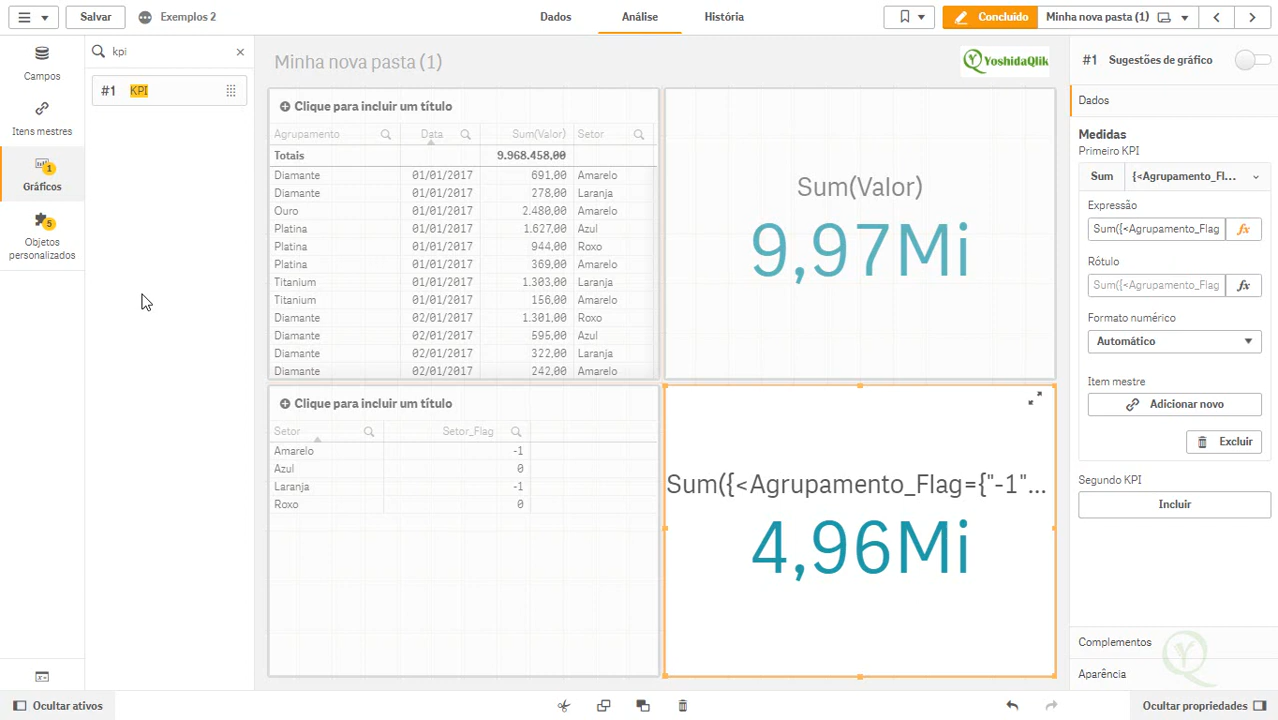 Salvar
Exemplos 2
Dados
Análise
História
Concluído
Minha nova pasta (1)
Campos
Itens mestres
1
Gráficos
5
Objetos
personalizados
kpi
#1 KPI
Minha nova pasta (1)
YoshidaQlik
Clique para incluir um título
Agrupamento Data Sum(Valor) Setor
Totais 9.968.458,00
Diamante 01/01/2017 691,00 Amarelo
Diamante 01/01/2017 278,00 Laranja
Ouro 01/01/2017 2.480,00 Amarelo
Platina 01/01/2017 1.627,00 Azul
Platina 01/01/2017 944,00 Roxo
Platina 01/01/2017 369,00 Amarelo
Titanium 01/01/2017 1.303,00 Laranja
Titanium 01/01/2017 156,00 Amarelo
Diamante 02/01/2017 1.301,00 Roxo
Diamante 02/01/2017 595,00 Azul
Diamante 02/01/2017 322,00 Laranja
Diamante 02/01/2017 242,00 Amarelo
Sum(Valor)
9,97Mi
Clique para incluir um título
Setor Setor_Flag
Amarelo -1
Azul 0
Laranja -1
Roxo 0
Sum({<Agrupamento_Flag={"-1"...
4,96Mi
#1 Sugestões de gráfico
Dados
Medidas
Primeiro KPI
Sum {<Agrupamento_Fl...
Expressão
Sum({<Agrupamento_Flag
fx
Rótulo
Sum({<Agrupamento_Flag
fx
Formato numérico
Automático
Item mestre
Adicionar novo
Excluir
Segundo KPI
Incluir
Complementos
Aparência
Ocultar ativos
Ocultar propriedades